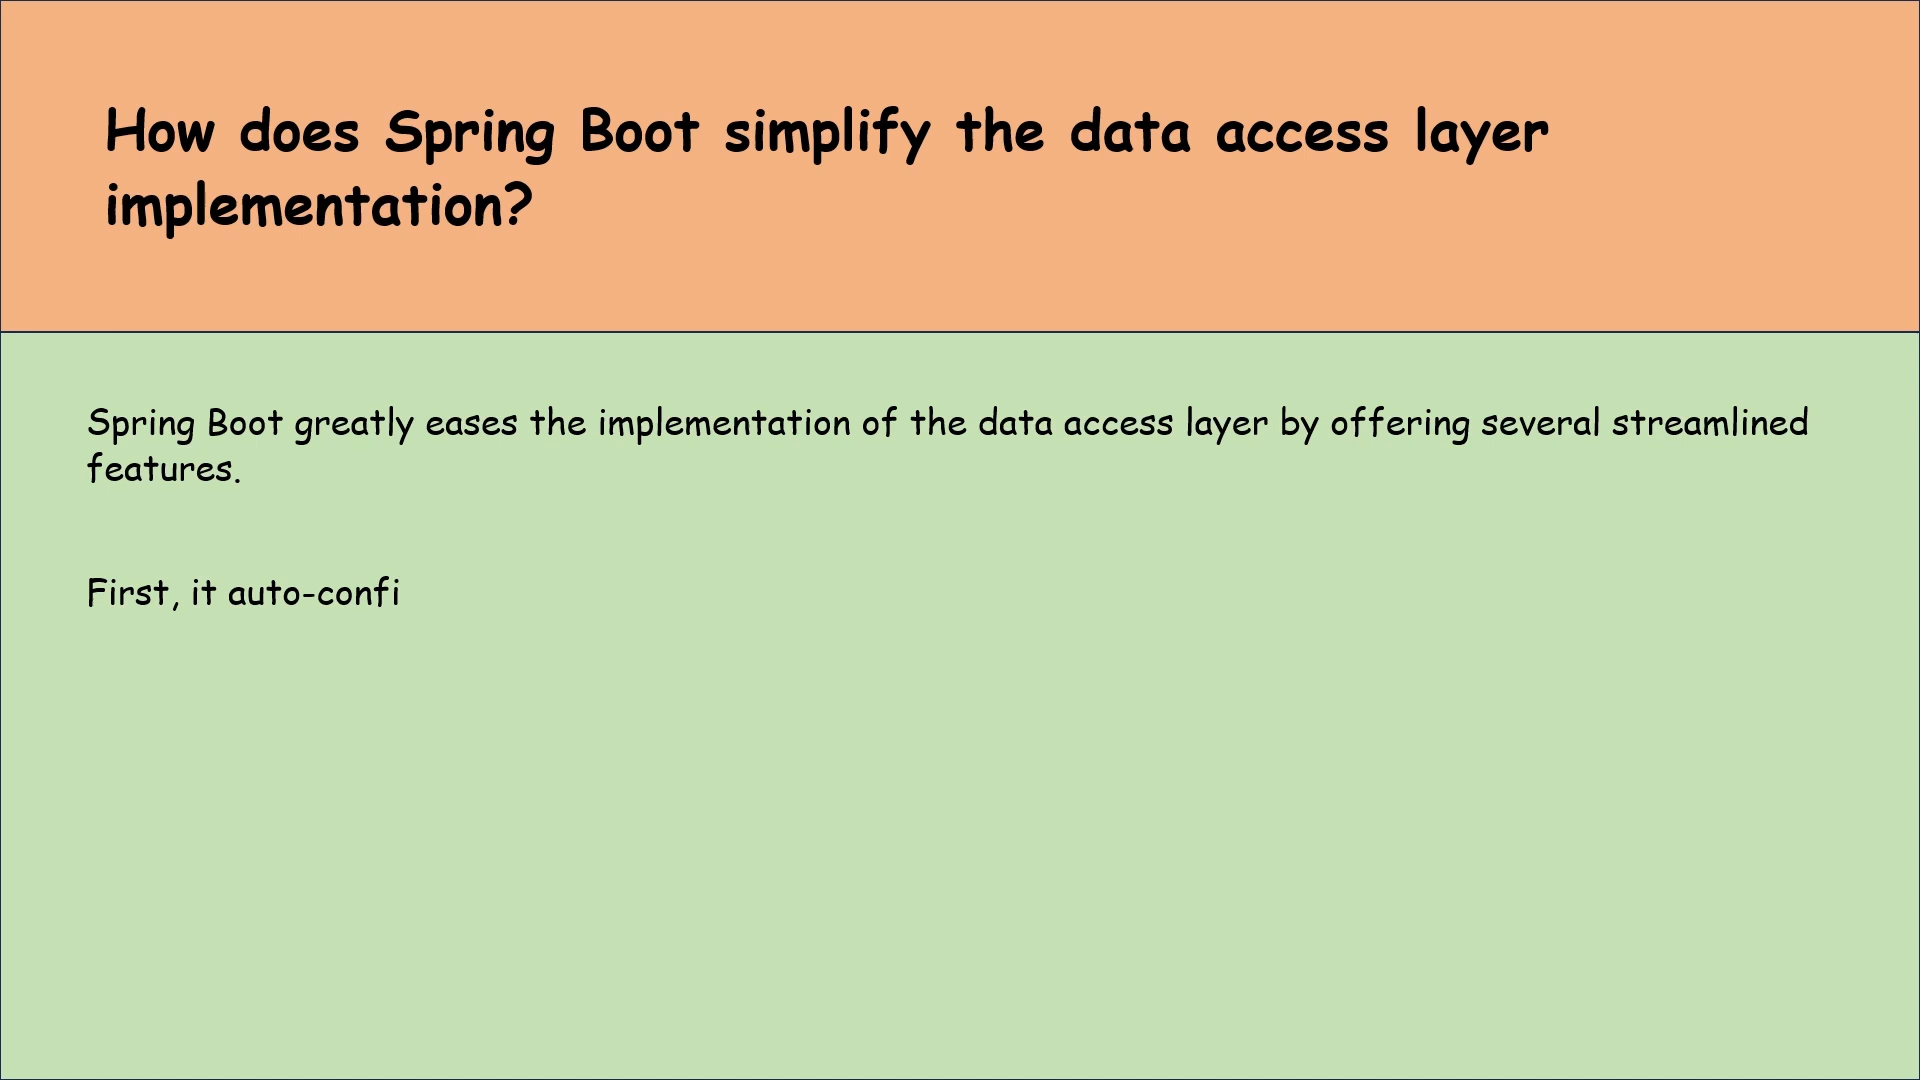 How does Spring Boot simplify the data access layer
implementation?
Spring Boot greatly eases the implementation of the data access layer by offering several streamlined
features.
First, it auto-confi